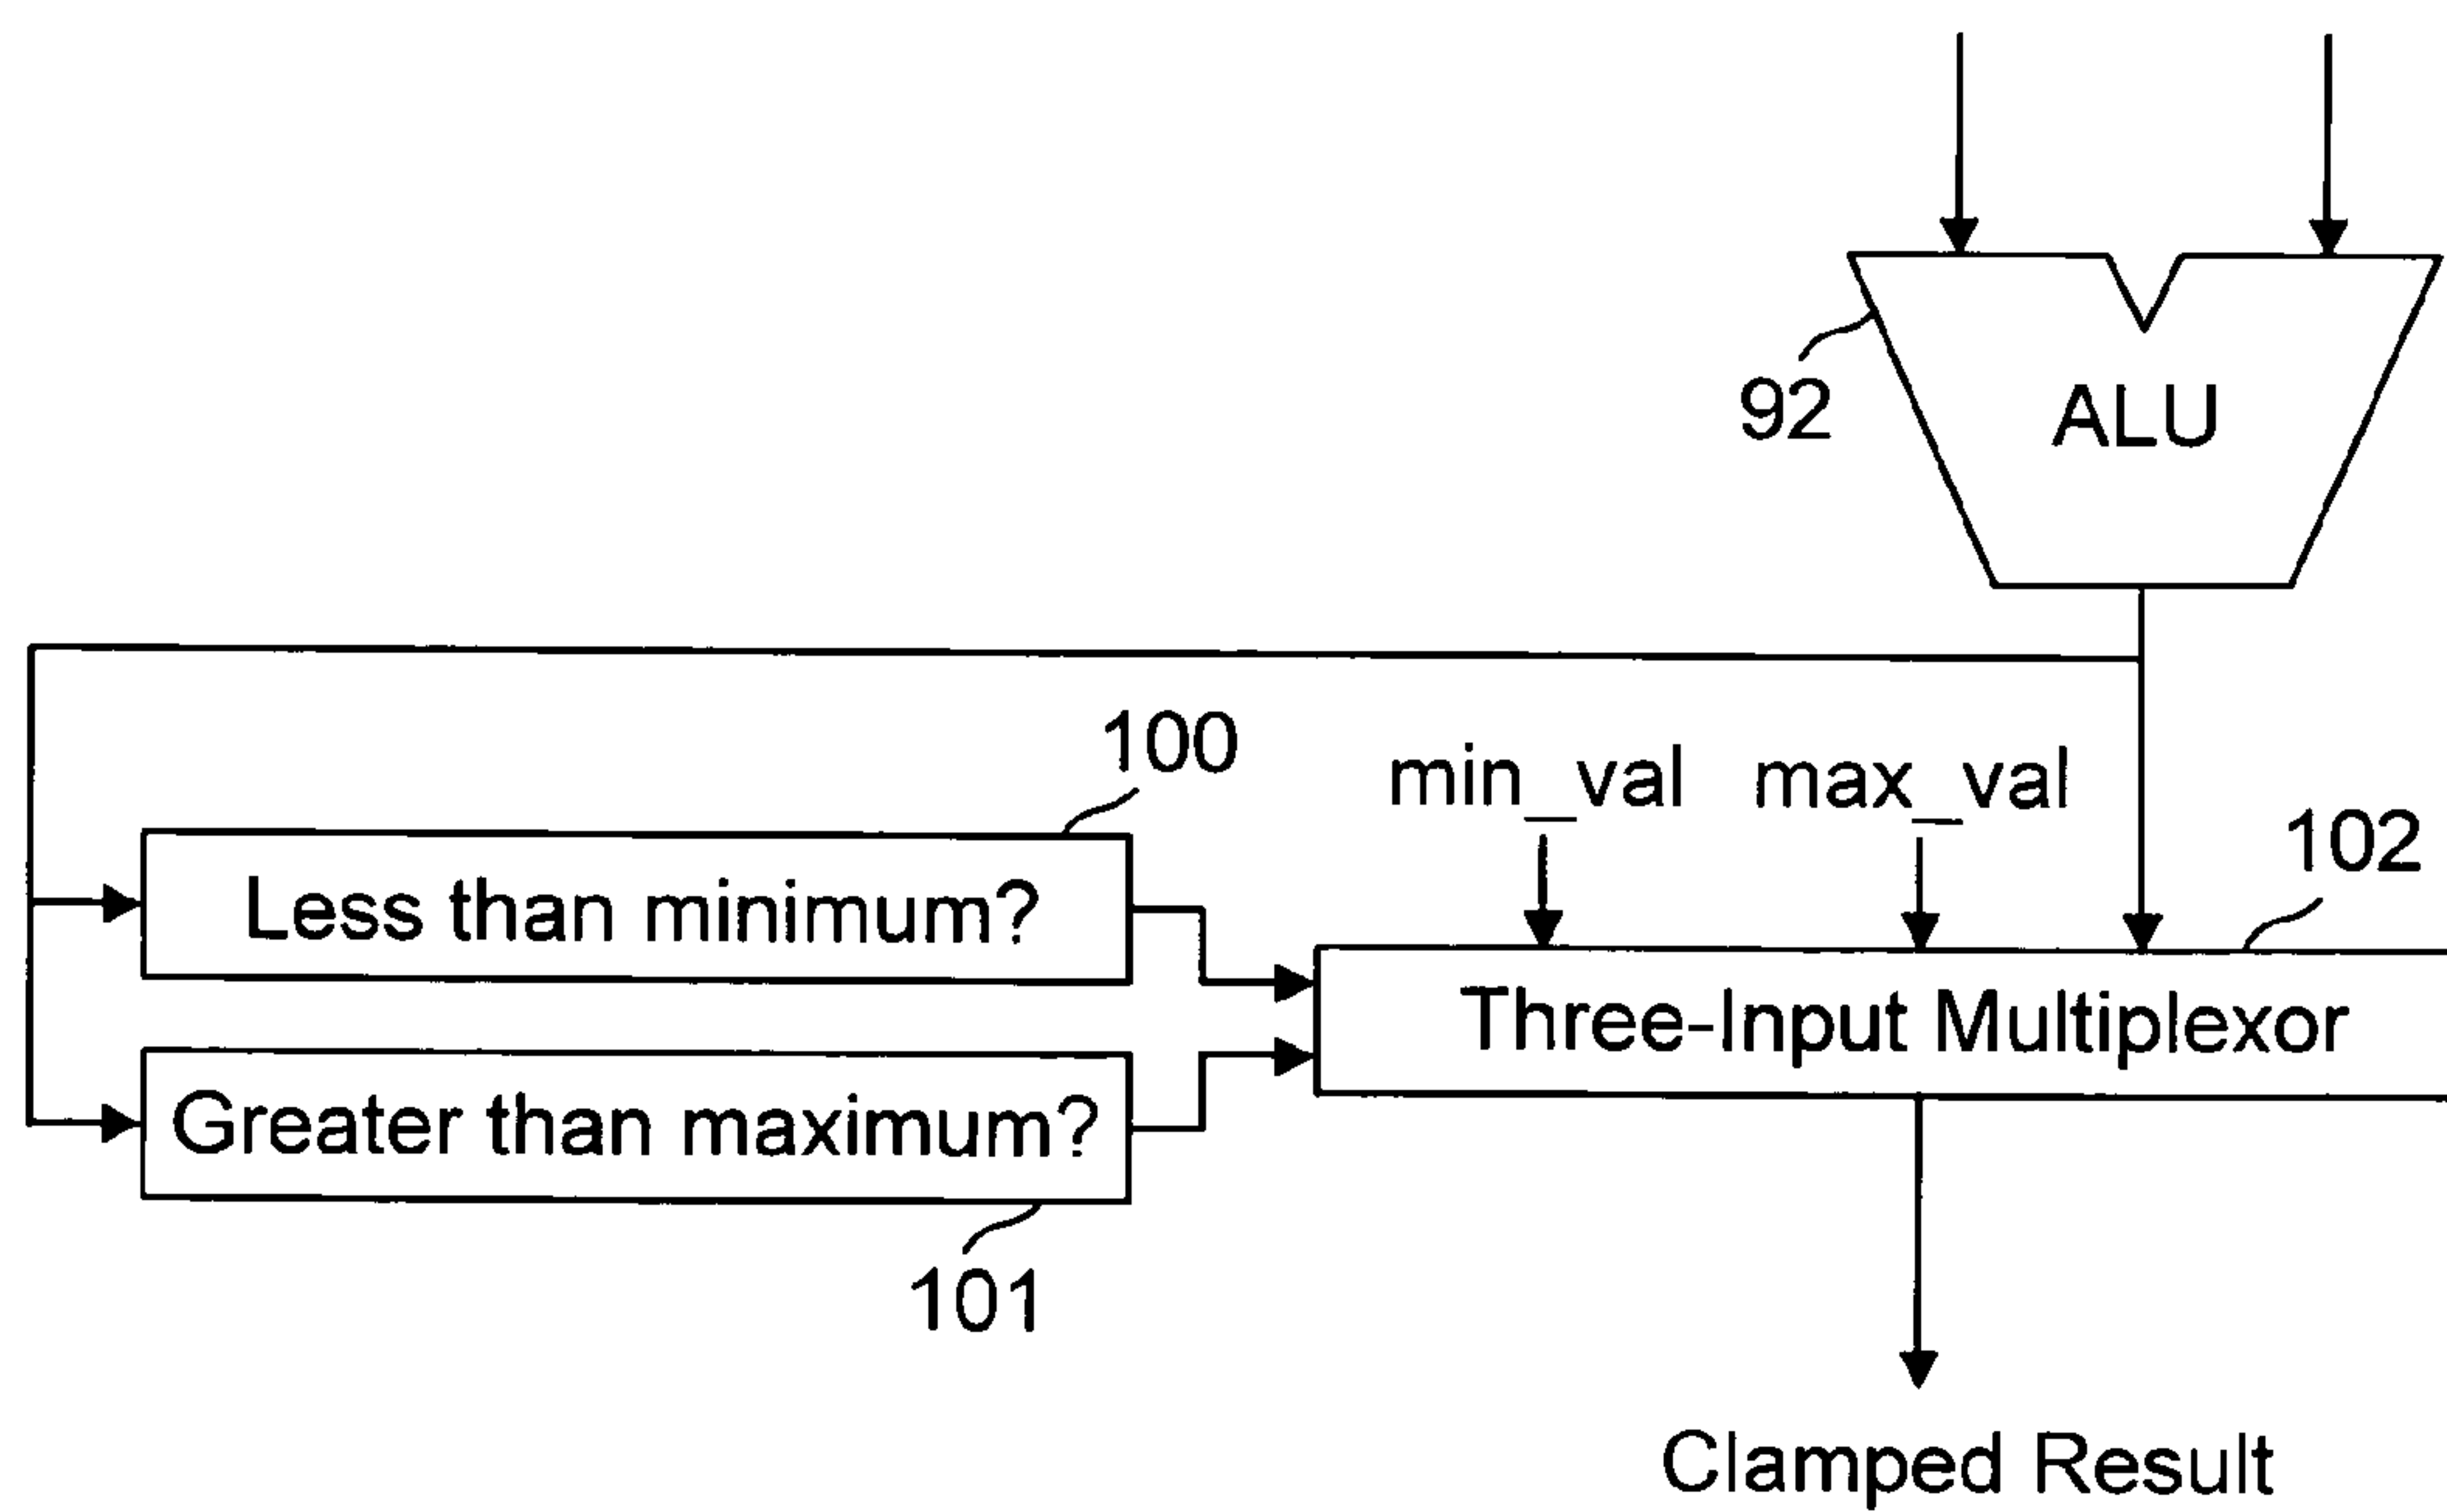 92
ALU
100
min_val
max_val
102
Less than minimum?
Three-Input Multiplexor
Greater than maximum?
101
Clamped Result